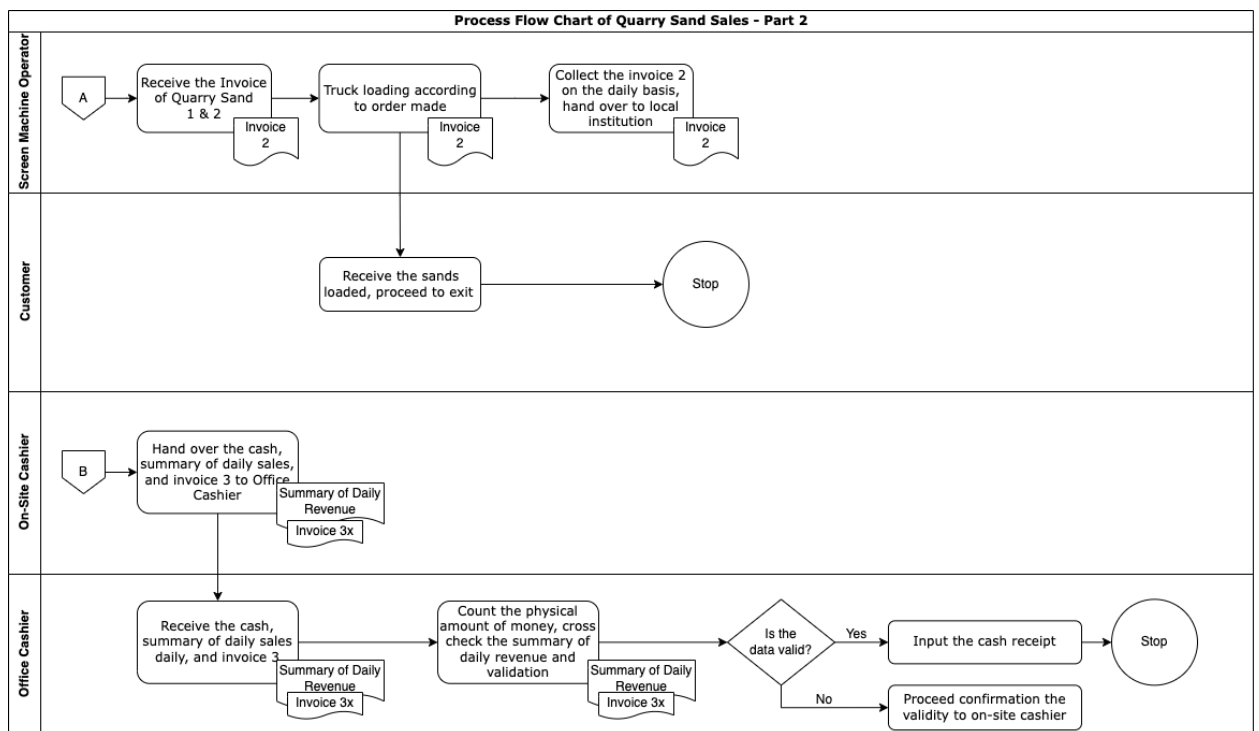 Process Flow Chart of Quarry Sand Sales - Part 2
Screen Machine Operator
A
Receive the Invoice
of Quarry Sand
1 & 2
Invoice
2
Truck loading according
to order made
Invoice
2
Collect the invoice 2
on the daily basis,
hand over to local
institution
Invoice
2
Customer
Receive the sands
loaded, proceed to exit
Stop
On-Site Cashier
B
Hand over the cash,
summary of daily sales,
and invoice 3 to Office
Cashier
Summary of Daily
Revenue
Invoice 3x
Office Cashier
Receive the cash,
summary of daily sales
daily, and invoice 3
Summary of Daily
Revenue
Invoice 3x
Count the physical
amount of money, cross
check the summary of
daily revenue and
validation
Summary of Daily
Revenue
Invoice 3x
Is the
data valid?
Yes
Input the cash receipt
Stop
No
Proceed confirmation the
validity to on-site cashier